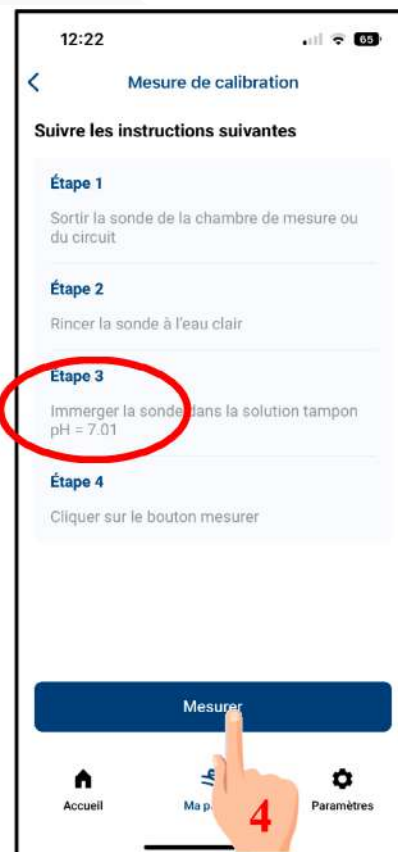 12:22
65
Mesure de calibration
Suivre les instructions suivantes
Étape 1
Sortir la sonde de la chambre de mesure ou
du circuit
Étape 2
Rincer la sonde à l'eau clair
Étape 3
Immerger la sonde dans la solution tampon
pH = 7.01
Étape 4
Cliquer sur le bouton mesurer
Mesurer
Accueil
Ma p
Paramètres
4